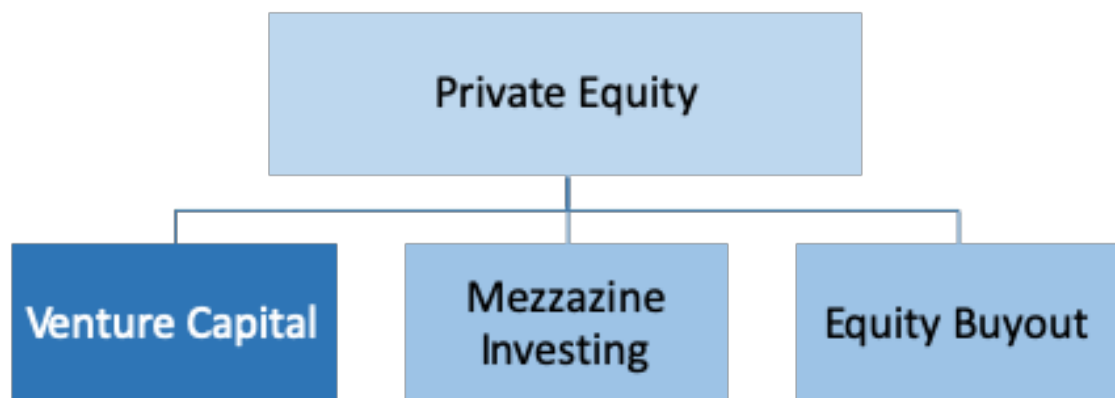 Private Equity
Venture Capital
Mezzazine
Investing
Equity Buyout